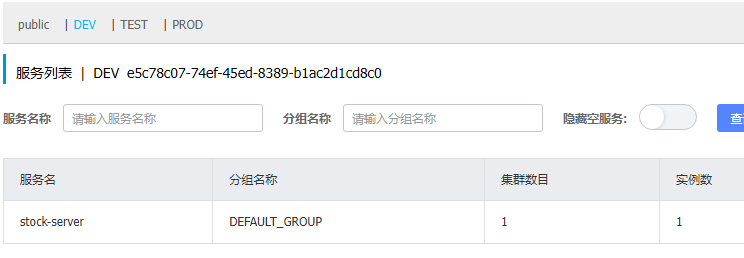 public | DEV | TEST | PROD
服务列表 | DEV e5c78c07-74ef-45ed-8389-b1ac2d1cd8c0
服务名称 请输入服务名称 分组名称 请输入分组名称 隐藏空服务: 查
服务名 分组名称 集群数目 实例数
stock-server DEFAULT_GROUP 1 1